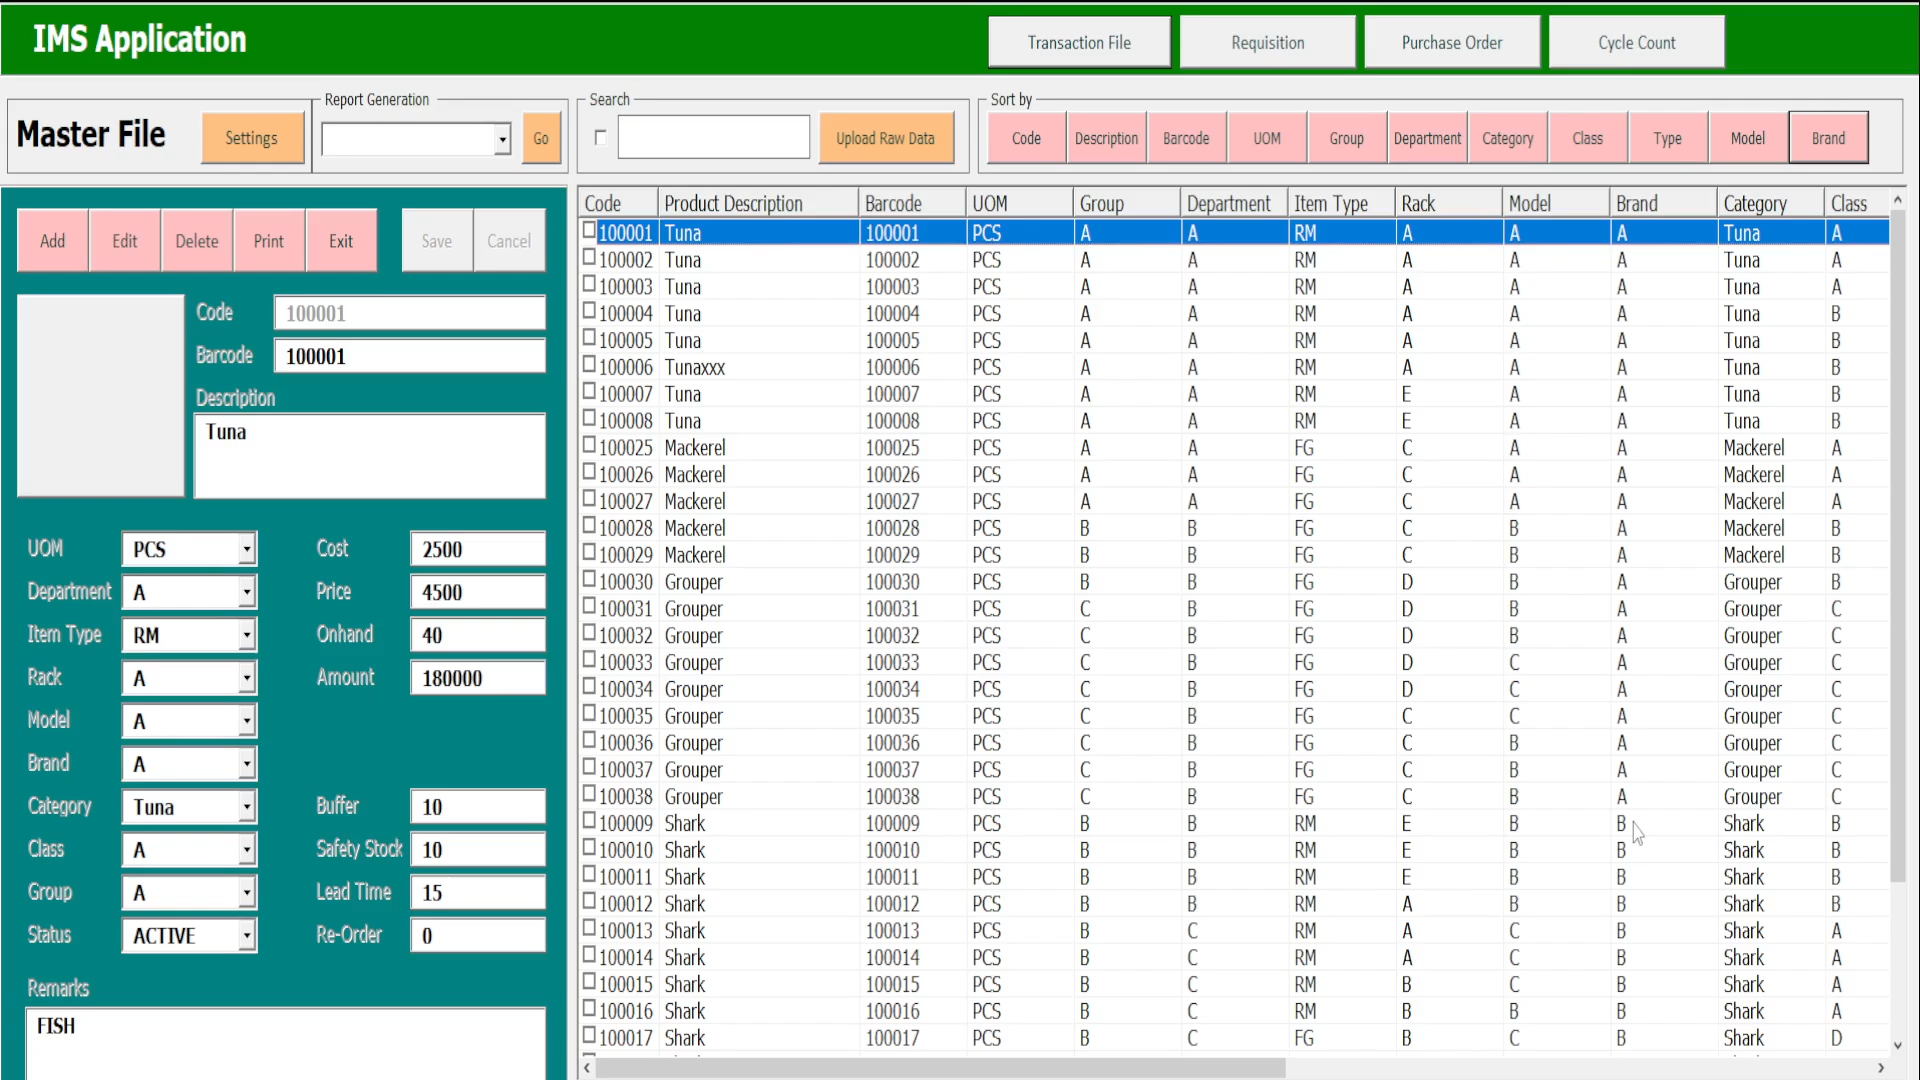 IMS Application
Transaction File Requisition Purchase Order Cycle Count
Master File Settings Report Generation Go Search Upload Raw Data Sort by Code Description Barcode UOM Group Department Category Class Type Model Brand
Add Edit Delete Print Exit Save Cancel
Code 100001
Barcode 100001
Description
Tuna
UOM PCS Cost 2500
Department A Price 4500
Item Type RM Onhand 40
Rack A Amount 180000
Model A
Brand A
Category Tuna Buffer 10
Class A Safety Stock 10
Group A Lead Time 15
Status ACTIVE Re-Order 0
Remarks
FISH
Code Product Description Barcode UOM Group Department Item Type Rack Model Brand Category Class
100001 Tuna 100001 PCS A A RM A A A Tuna A
100002 Tuna 100002 PCS A A RM A A A Tuna A
100003 Tuna 100003 PCS A A RM A A A Tuna A
100004 Tuna 100004 PCS A A RM A A A Tuna B
100005 Tuna 100005 PCS A A RM A A A Tuna B
100006 Tunaxxx 100006 PCS A A RM A A A Tuna B
100007 Tuna 100007 PCS A A RM E A A Tuna B
100008 Tuna 100008 PCS A A RM E A A Tuna B
100025 Mackerel 100025 PCS A A FG C A A Mackerel A
100026 Mackerel 100026 PCS A A FG C A A Mackerel A
100027 Mackerel 100027 PCS A A FG C A A Mackerel A
100028 Mackerel 100028 PCS B B FG C B A Mackerel B
100029 Mackerel 100029 PCS B B FG C B A Mackerel B
100030 Grouper 100030 PCS B B FG D B A Grouper B
100031 Grouper 100031 PCS C B FG D B A Grouper C
100032 Grouper 100032 PCS C B FG D B A Grouper C
100033 Grouper 100033 PCS C B FG D C A Grouper C
100034 Grouper 100034 PCS C B FG D C A Grouper C
100035 Grouper 100035 PCS C B FG C C A Grouper C
100036 Grouper 100036 PCS C B FG C B A Grouper C
100037 Grouper 100037 PCS C B FG C B A Grouper C
100038 Grouper 100038 PCS C B FG C B A Grouper C
100009 Shark 100009 PCS B B RM E B B Shark B
100010 Shark 100010 PCS B B RM E B B Shark B
100011 Shark 100011 PCS B B RM E B B Shark B
100012 Shark 100012 PCS B B RM A B B Shark B
100013 Shark 100013 PCS B C RM A C B Shark A
100014 Shark 100014 PCS B C RM A C B Shark A
100015 Shark 100015 PCS B C RM B C B Shark A
100016 Shark 100016 PCS B C RM B B B Shark A
100017 Shark 100017 PCS B C FG B C B Shark D